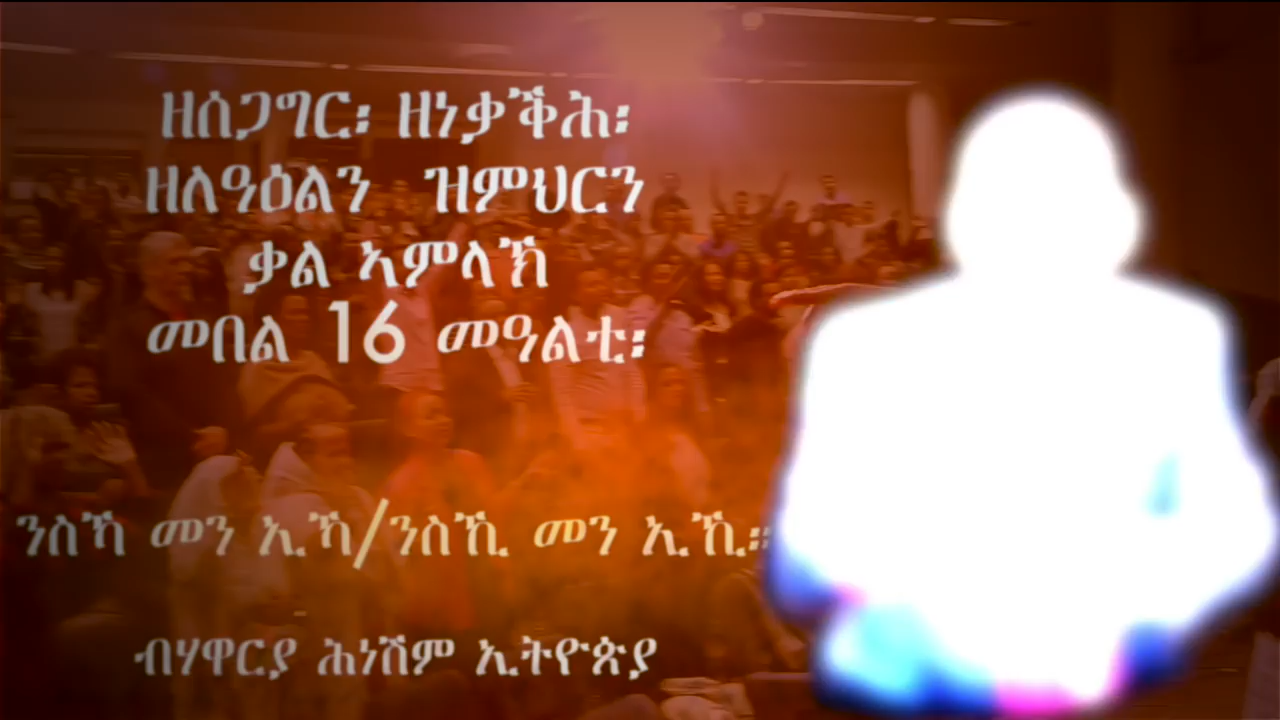 ዘሰጋግር፡ ዘነቃቕሕ፡
ዘለዓዕልን ዝምህርን
ቃል ኣምላኽ
መበል 16 መዓልቲ፡
ንስኻ መን ኢኻ/ንስኺ መን ኢኺ።
ብሃዋርያ ሕነሽም ኢትዮጵያ